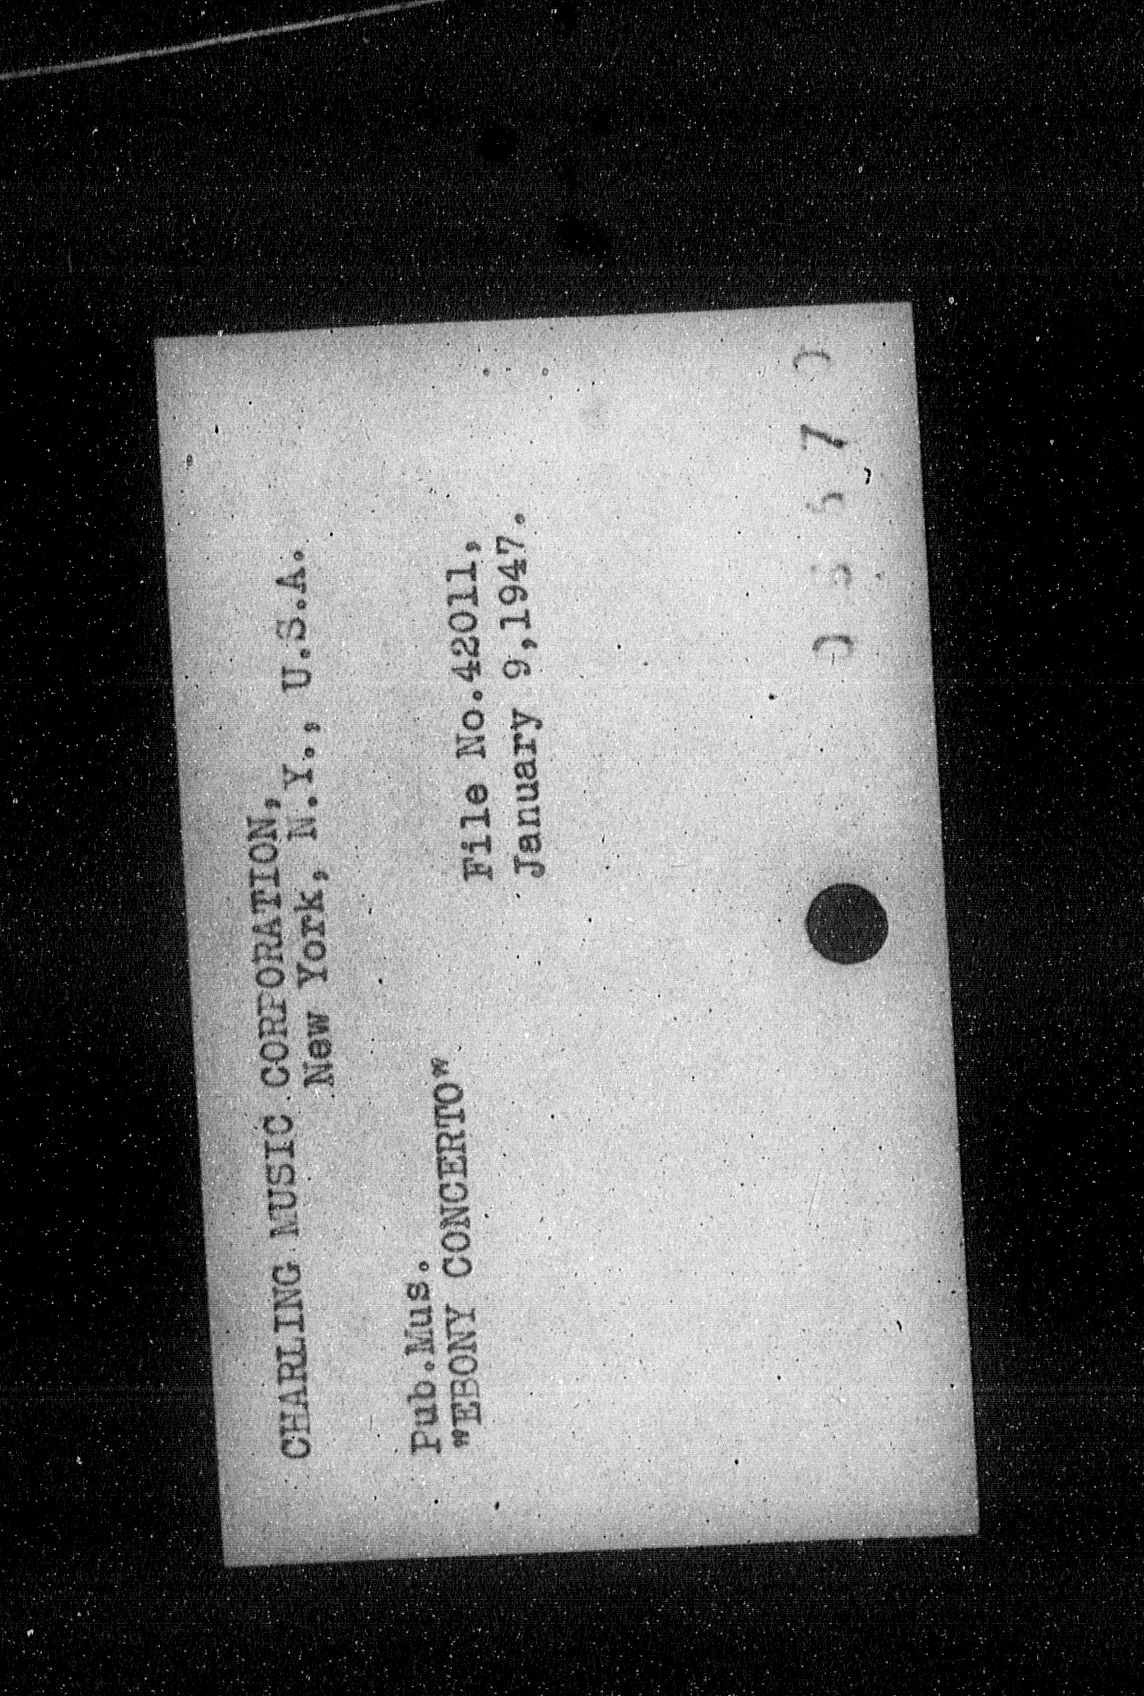 CHARLING MUSIC CORPORATION,
New York, N.Y., U.S.A.
Pub.Mus.
"EBONY CONCERTO"
File No.42011,
January 9,1947.